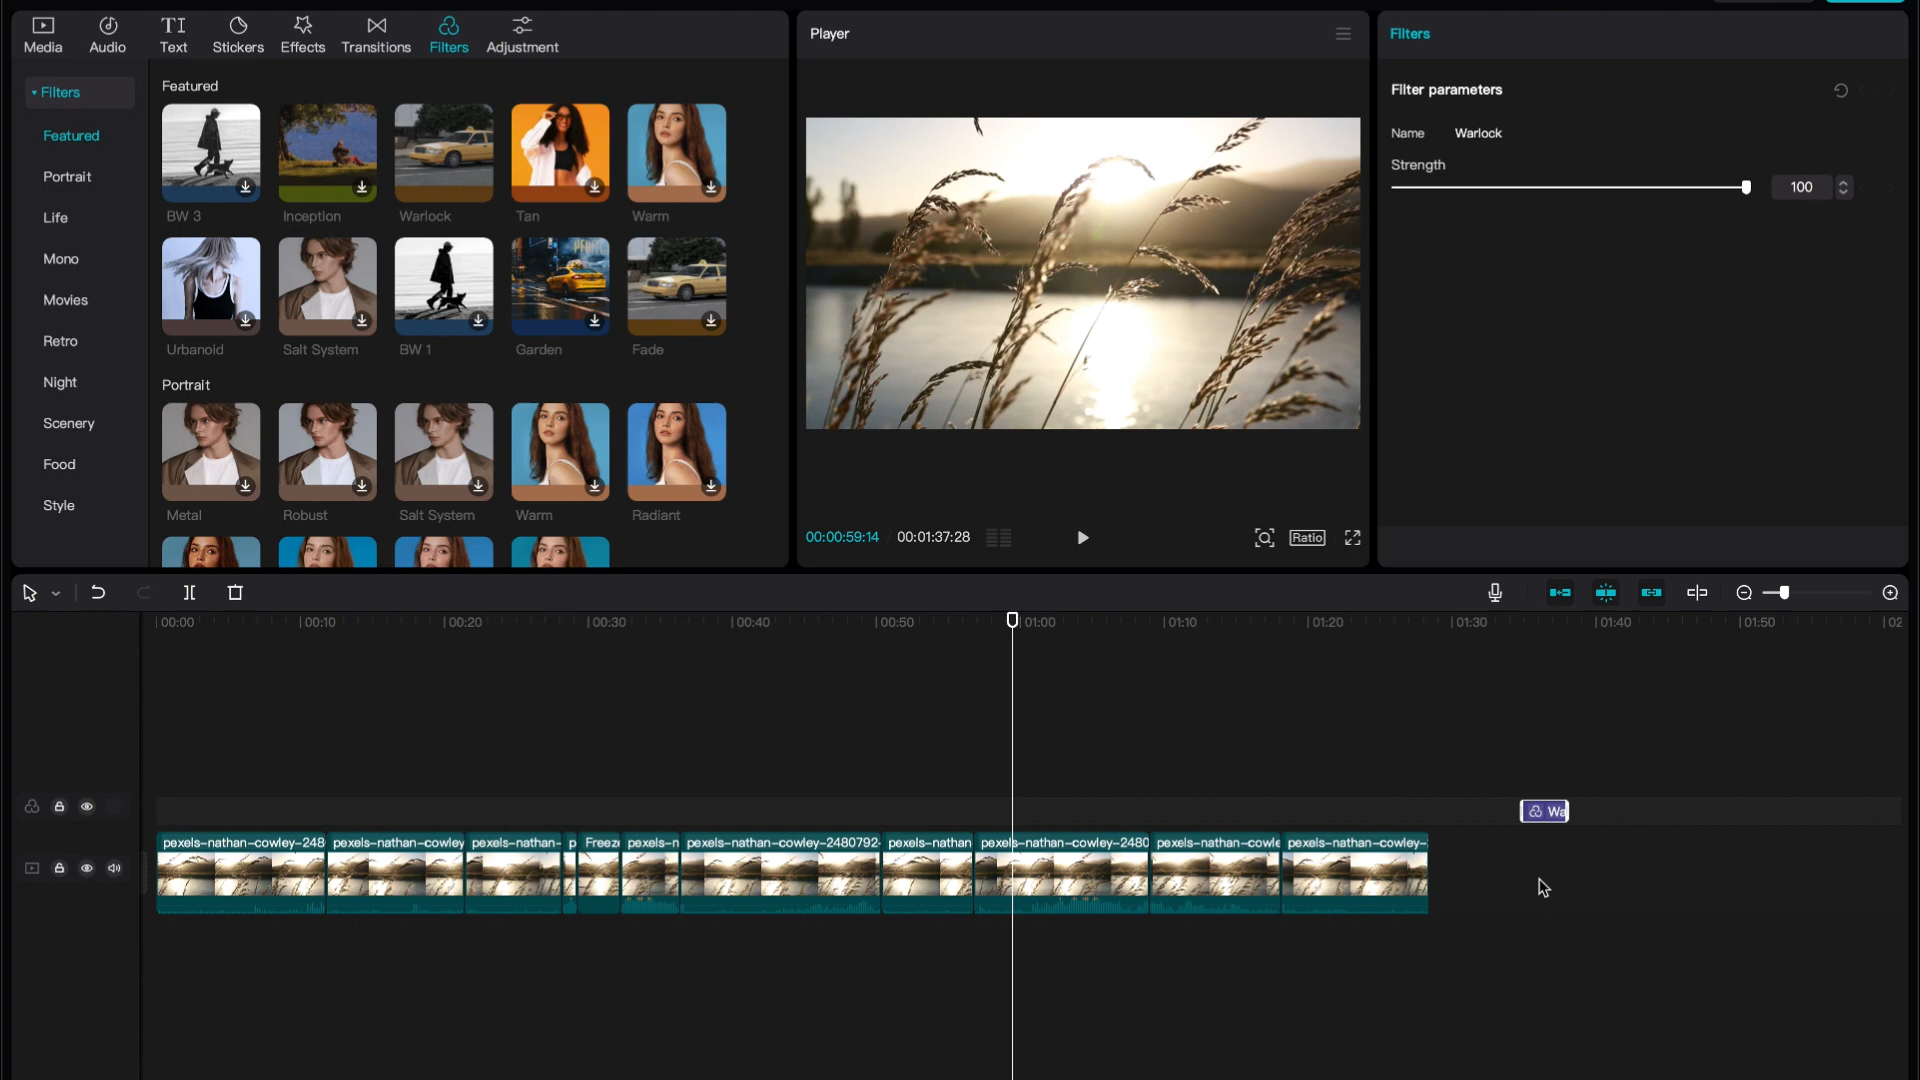 Media Audio Text Stickers Effects Transitions Filters Adjustment
Filters
Featured
Portrait
Life
Mono
Movies
Retro
Night
Scenery
Food
Style
Featured
BW 3 Inception Warlock Tan Warm
Urbanoid Salt System BW 1 Garden Fade
Portrait
Metal Robust Salt System Warm Radiant
Player
00:00:59:14 / 00:01:37:28
Ratio
Filters
Filter parameters
Name Warlock
Strength
100
00:00 00:10 00:20 00:30 00:40 00:50 01:00 01:10 01:20 01:30 01:40 01:50 02
Wa
pexels-nathan-cowley-248 pexels-nathan-cowley pexels-nathan- p Freeze pexels-n pexels-nathan-cowley-2480792- pexels-nathan pexels-nathan-cowley-2480 pexels-nathan-cowle pexels-nathan-cowley-